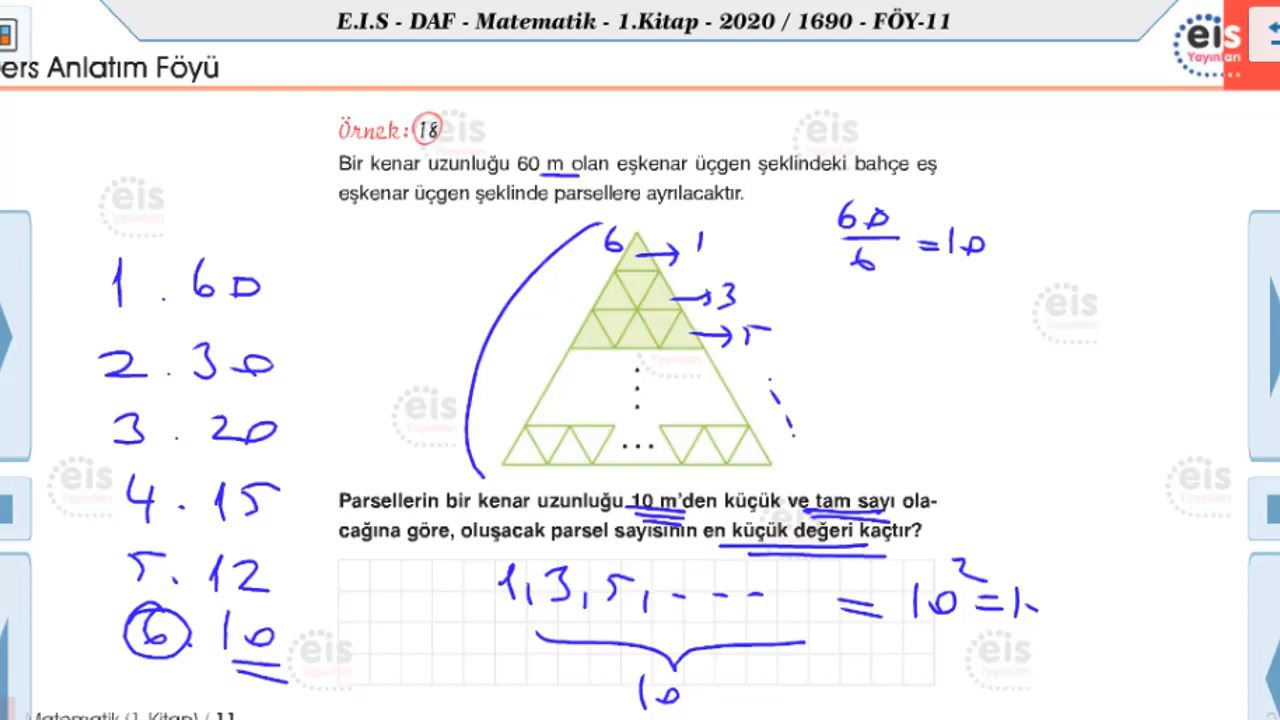 E.I.S - DAF - Matematik - 1.Kitap - 2020 / 1690 - FÖY-11
eis
Yayınları
ers Anlatım Föyü
Örnek: 18
Bir kenar uzunluğu 60 m olan eşkenar üçgen şeklindeki bahçe eş
eşkenar üçgen şeklinde parsellere ayrılacaktır.
60/6 = 10
6 → 1
→ 3
→ 5
1 . 60
2 . 30
3 . 20
4 . 15
5 . 12
6 . 10
Parsellerin bir kenar uzunluğu 10 m'den küçük ve tam sayı ola-
cağına göre, oluşacak parsel sayısının en küçük değeri kaçtır?
1, 3, 5, - - - = 10² = 1
10
Matematik (1. Kitap) / 11